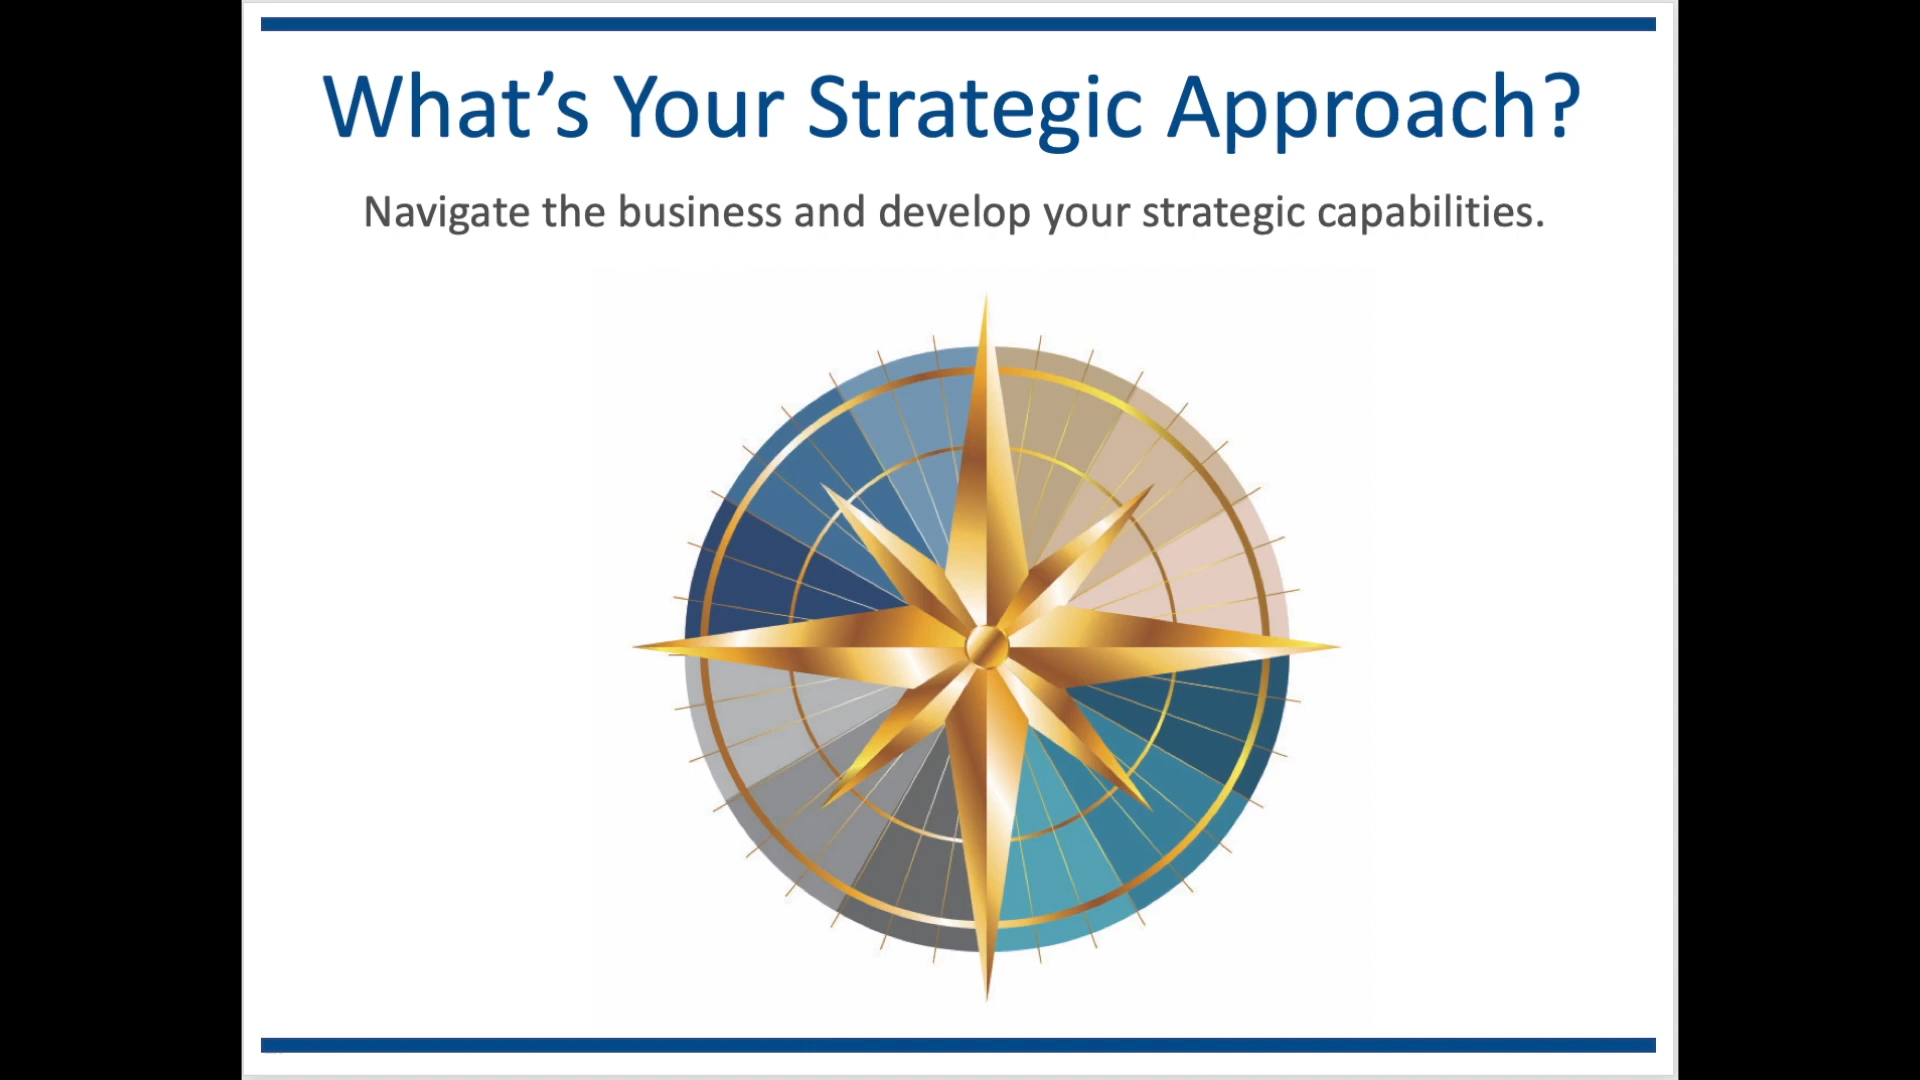 What’s Your Strategic Approach?
Navigate the business and develop your strategic capabilities.